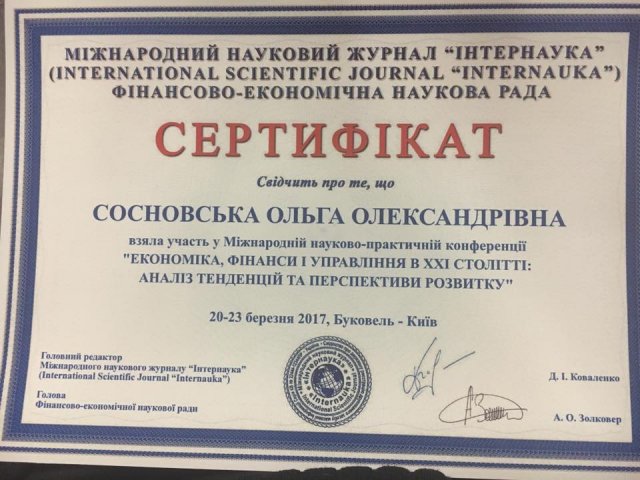 МІЖНАРОДНИЙ НАУКОВИЙ ЖУРНАЛ “ІНТЕРНАУКА”
(INTERNATIONAL SCIENTIFIC JOURNAL “INTERNAUKA”)
ФІНАНСОВО-ЕКОНОМІЧНА НАУКОВА РАДА
СЕРТИФІКАТ
Свідчить про те, що
СОСНОВСЬКА ОЛЬГА ОЛЕКСАНДРІВНА
взяла участь у Міжнародній науково-практичній конференції
"ЕКОНОМІКА, ФІНАНСИ І УПРАВЛІННЯ В ХХІ СТОЛІТТІ:
АНАЛІЗ ТЕНДЕНЦІЙ ТА ПЕРСПЕКТИВИ РОЗВИТКУ"
20-23 березня 2017, Буковель - Київ
Головний редактор
Міжнародного наукового журналу “Інтернаука”
(International Scientific Journal “Internauka”)
Д. І. Коваленко
Голова
Фінансово-економічної наукової ради
А. О. Золковер
«Інтернаука»
«Internauka»